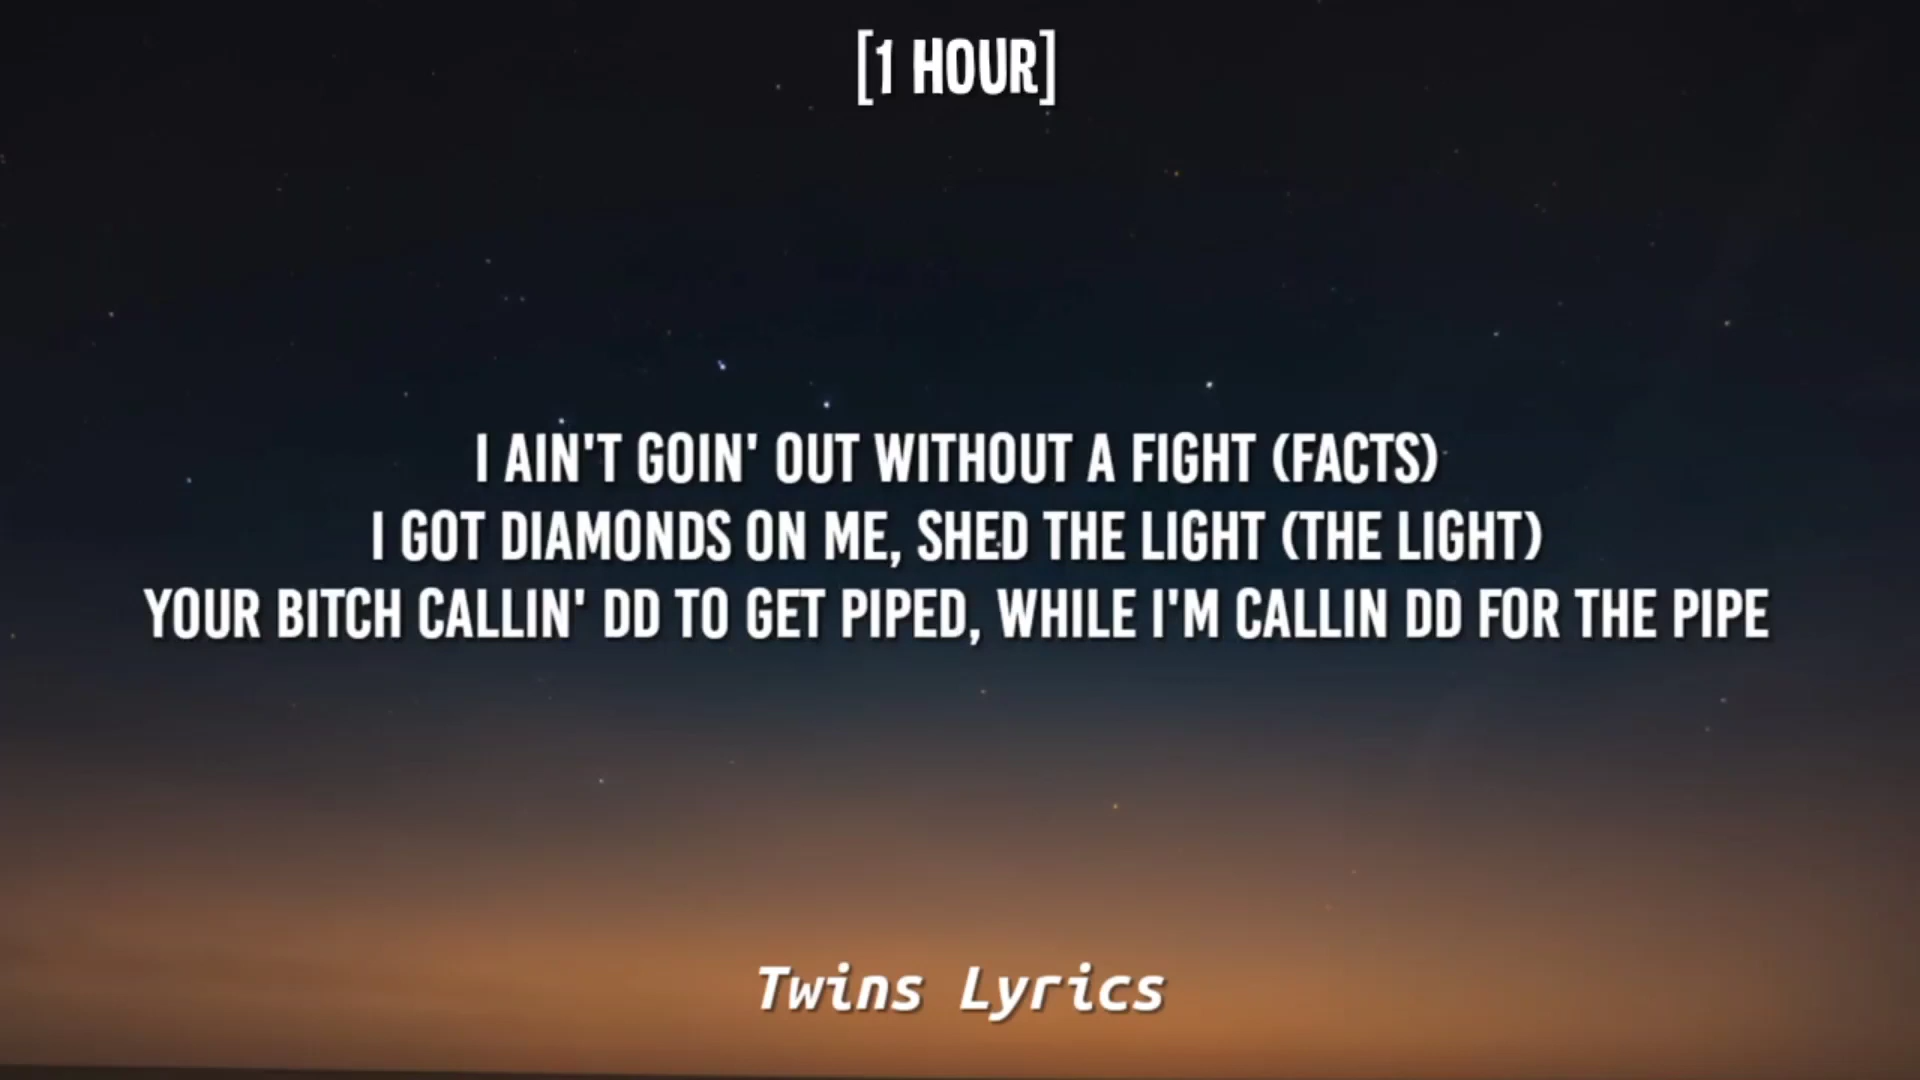 [1 HOUR]
I AIN'T GOIN' OUT WITHOUT A FIGHT (FACTS)
I GOT DIAMONDS ON ME, SHED THE LIGHT (THE LIGHT)
YOUR BITCH CALLIN' DD TO GET PIPED, WHILE I'M CALLIN DD FOR THE PIPE
Twins Lyrics